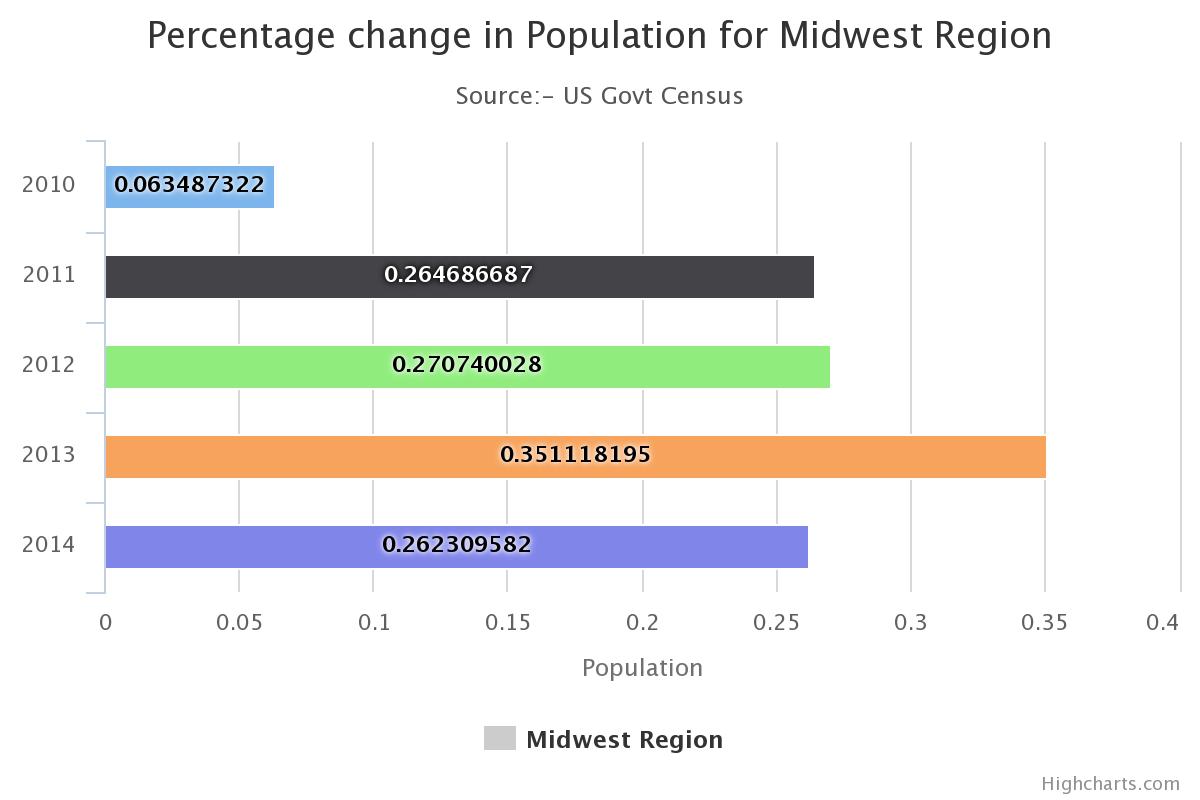 Percentage change in Population for Midwest Region
Source:- US Govt Census
2010 0.063487322
2011 0.264686687
2012 0.270740028
2013 0.351118195
2014 0.262309582
0 0.05 0.1 0.15 0.2 0.25 0.3 0.35 0.4
Population
Midwest Region
Highcharts.com